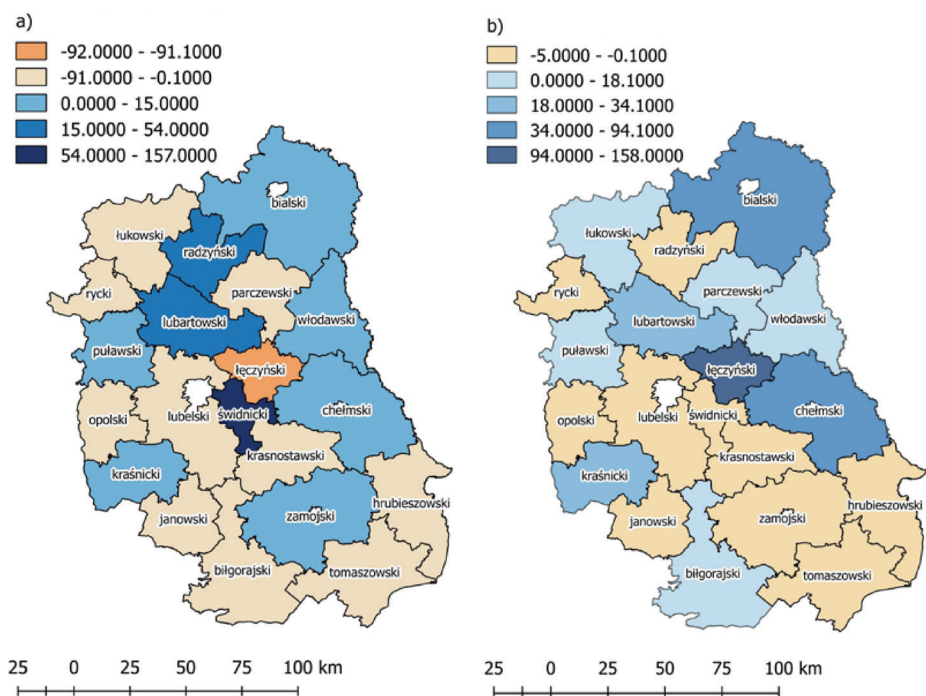 a)
-92.0000 - -91.1000
-91.0000 - -0.1000
0.0000 - 15.0000
15.0000 - 54.0000
54.0000 - 157.0000
bialski
łukowski
radzyński
rycki
parczewski
włodawski
lubartowski
puławski
łęczyński
chełmski
opolski
lubelski
świdnicki
krasnostawski
kraśnicki
hrubieszowski
janowski
zamojski
biłgorajski
tomaszowski
25 0 25 50 75 100 km
b)
-5.0000 - -0.1000
0.0000 - 18.1000
18.0000 - 34.1000
34.0000 - 94.1000
94.0000 - 158.0000
bialski
łukowski
radzyński
rycki
parczewski
włodawski
lubartowski
puławski
łęczyński
chełmski
opolski
lubelski
świdnicki
krasnostawski
kraśnicki
hrubieszowski
janowski
zamojski
biłgorajski
tomaszowski
25 0 25 50 75 100 km